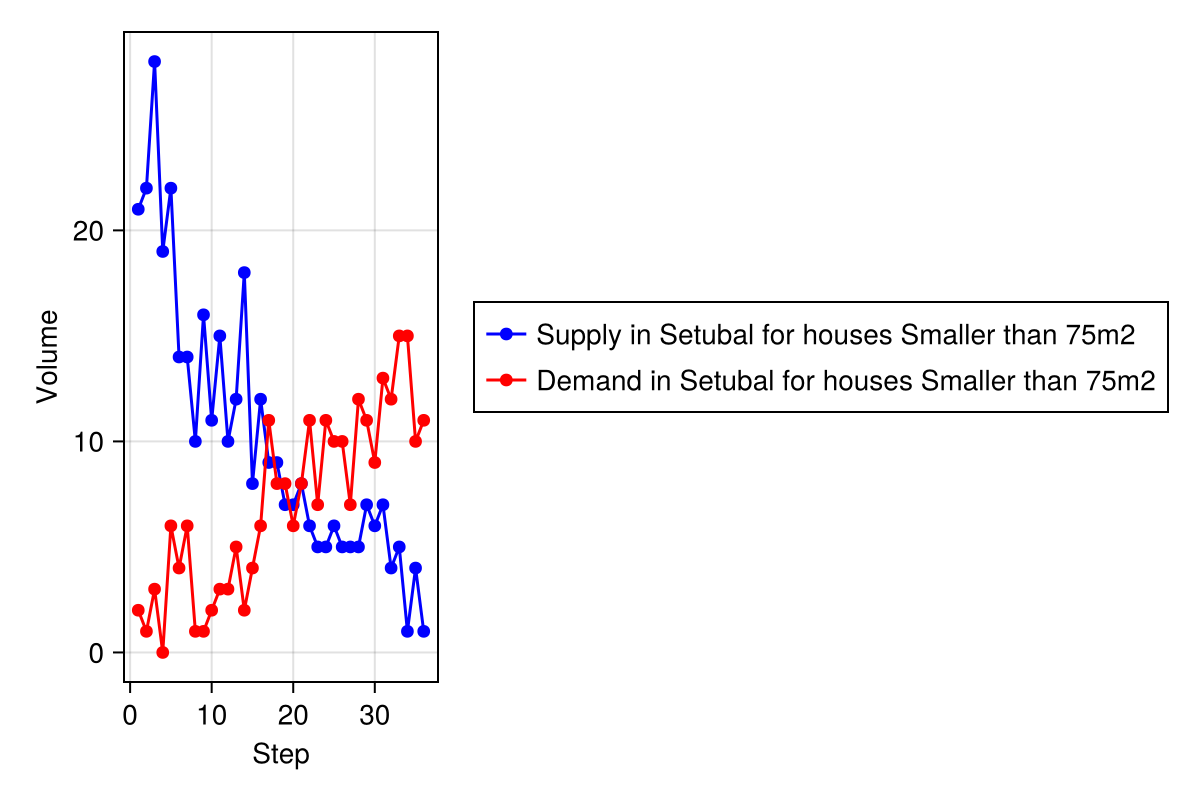 Volume
20
10
0
0 10 20 30
Step
Supply in Setubal for houses Smaller than 75m2
Demand in Setubal for houses Smaller than 75m2